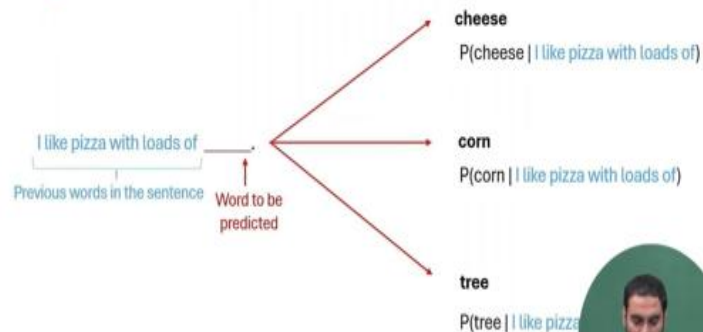 cheese
P(cheese | I like pizza with loads of)
I like pizza with loads of ____.
corn
Previous words in the sentence
Word to be
predicted
P(corn | I like pizza with loads of)
tree
P(tree | I like pizza